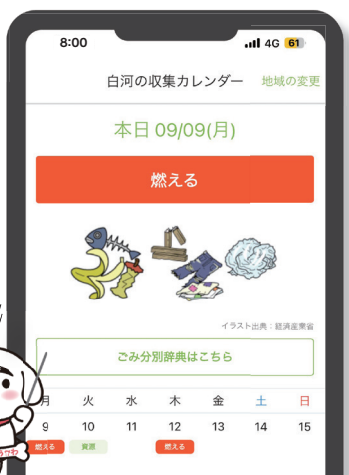 8:00 4G 61
白河の収集カレンダー 地域の変更
本日 09/09(月)
燃える
イラスト出典：経済産業省
ごみ分別辞典はこちら
月 火 水 木 金 土 日
9 10 11 12 13 14 15
燃える 資源 燃える